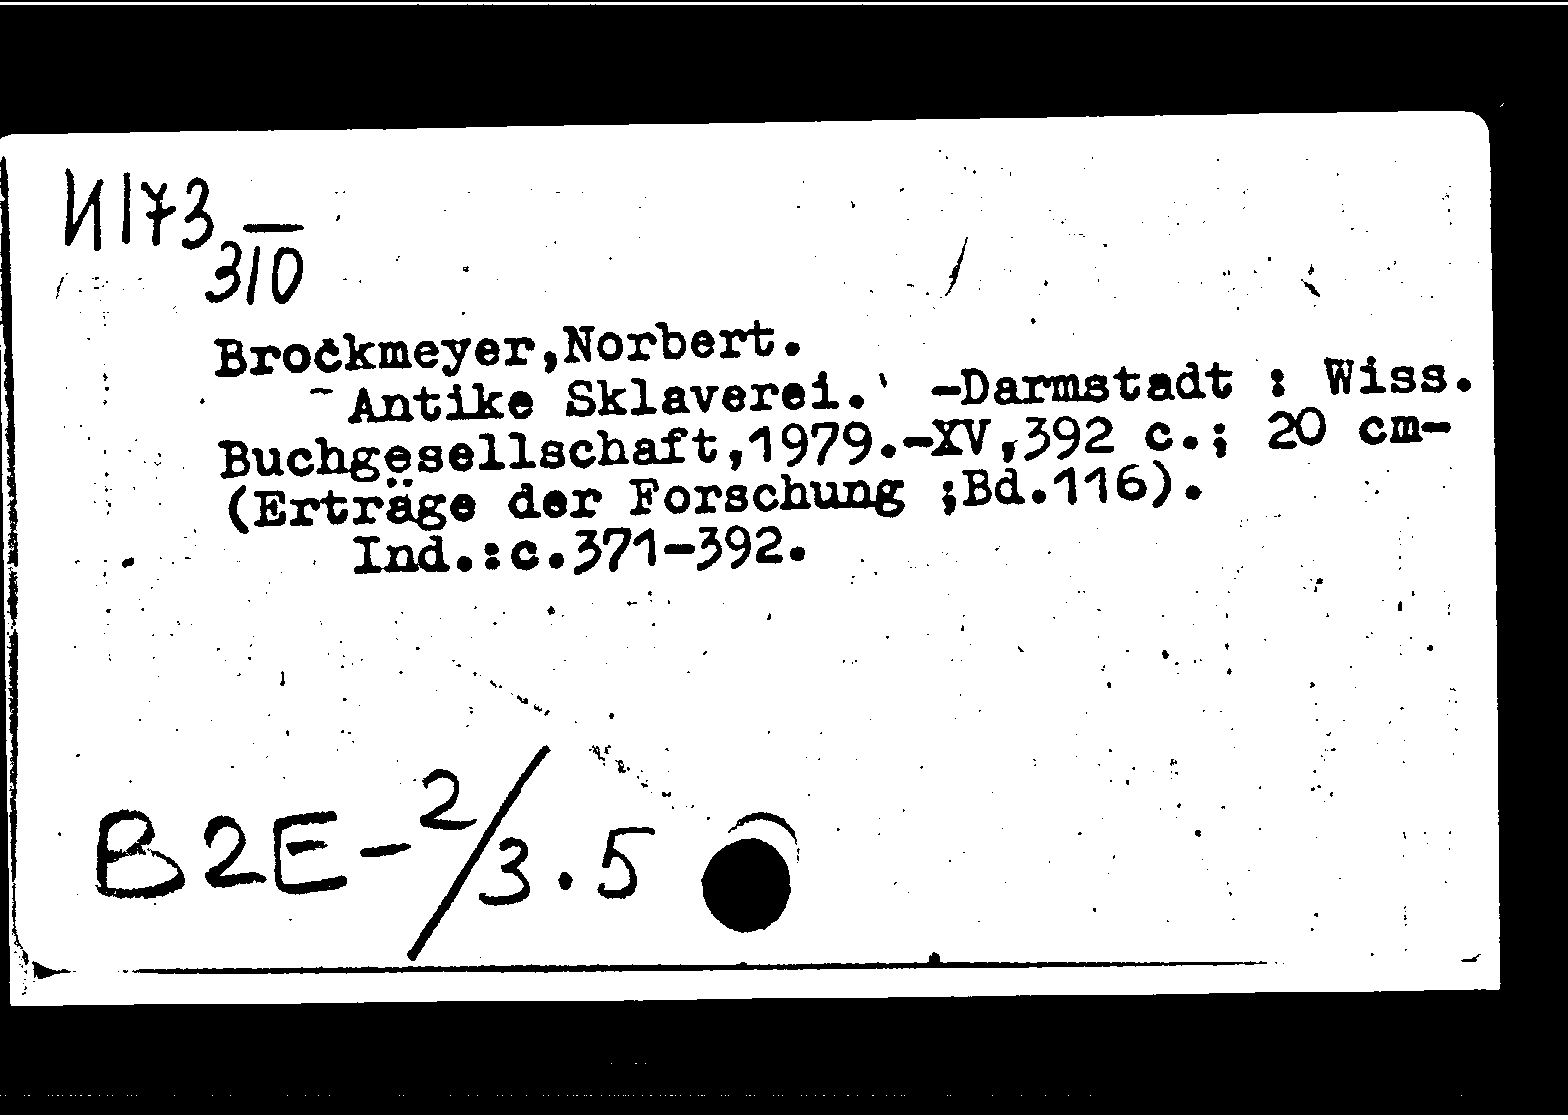 И173
310
Brockmeyer,Norbert.
Antike Sklaverei. -Darmstadt : Wiss.
Buchgesellschaft,1979.-XV,392 с.; 20 cm-
(Erträge der Forschung ;Bd.116).
Ind.:с.371-392.
B2E-2/3.5